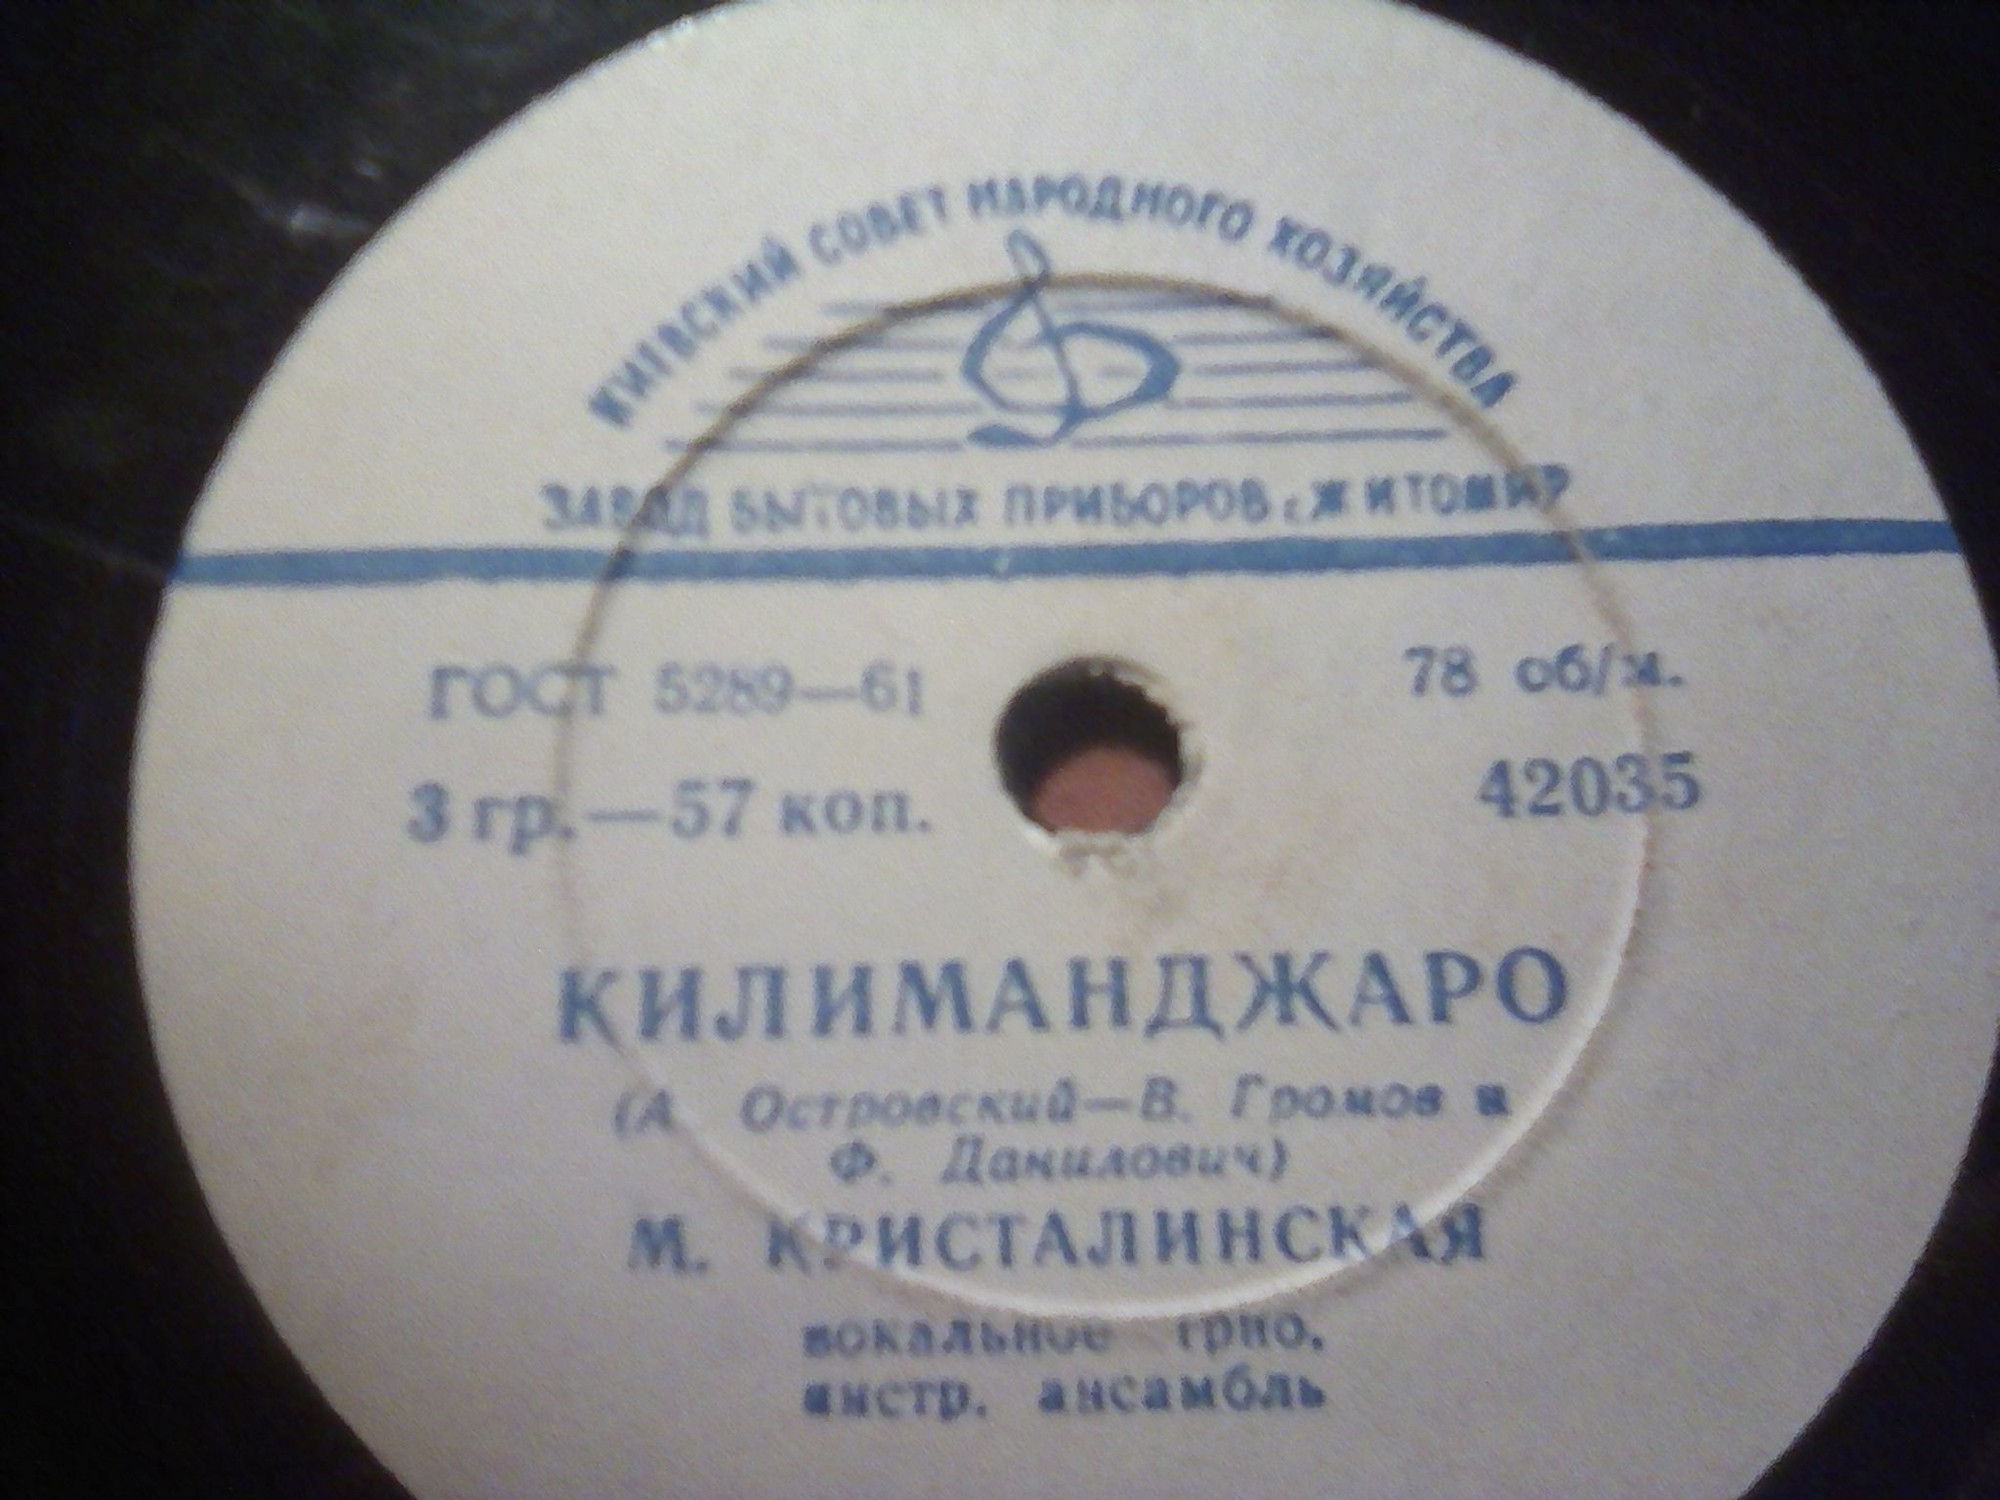 КИЕВСКИЙ СОВЕТ НАРОДНОГО ХОЗЯЙСТВА
ЗАВОД БЫТОВЫХ ПРИБОРОВ г. ЖИТОМИР
ГОСТ 5289—61
78 об/м.
3 гр.—57 коп.
42035
КИЛИМАНДЖАРО
(А. Островский—В. Громов и
Ф. Данилович)
М. КРИСТАЛИНСКАЯ
вокальное трио,
инстр. ансамбль